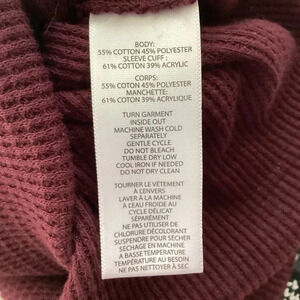 BODY:
55% COTTON 45% POLYESTER
SLEEVE CUFF :
61% COTTON 39% ACRYLIC
CORPS:
55% COTON 45% POLYESTER
MANCHETTE:
61% COTON 39% ACRYLIQUE
TURN GARMENT
INSIDE OUT
MACHINE WASH COLD
SEPARATELY
GENTLE CYCLE
DO NOT BLEACH
TUMBLE DRY LOW
COOL IRON IF NEEDED
DO NOT DRY CLEAN
TOURNER LE VÊTEMENT
À L'ENVERS
LAVER À LA MACHINE
À L'EAU FROIDE AU
CYCLE DÉLICAT
SÉPARÉMENT
NE PAS UTILISER DE
CHLORURE DÉCOLORANT
SUSPENDRE POUR SÉCHER
SECHAGE EN MACHINE
A BASSE TEMPERATURE
TEMPÉRATURE AU BESOIN
NE PAS NETTOYER À SEC